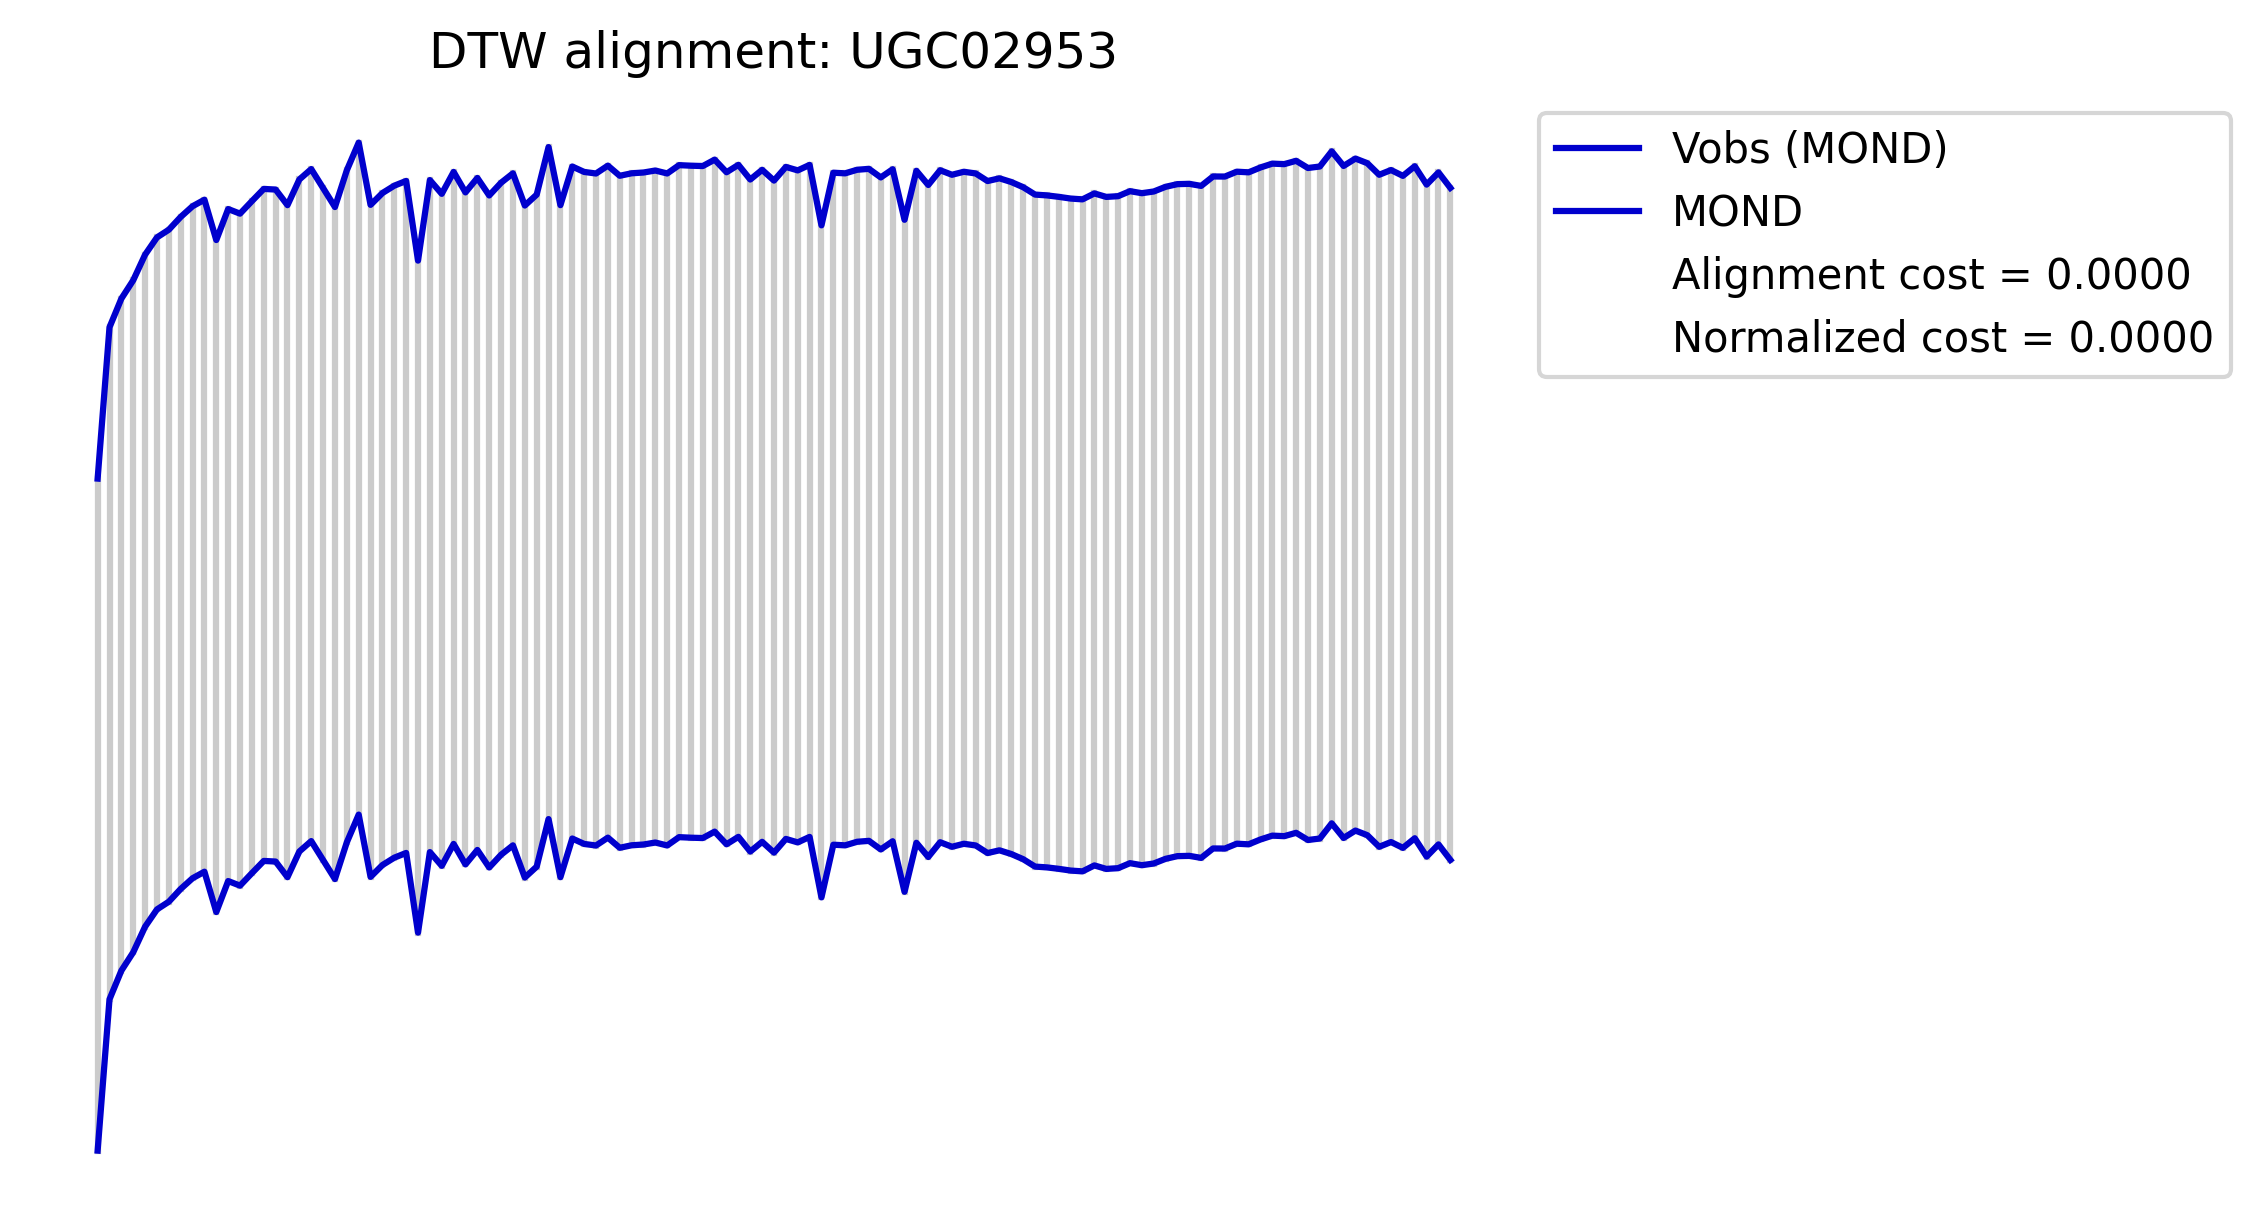 DTW alignment: UGC02953
Vobs (MOND)
MOND
Alignment cost = 0.0000
Normalized cost = 0.0000